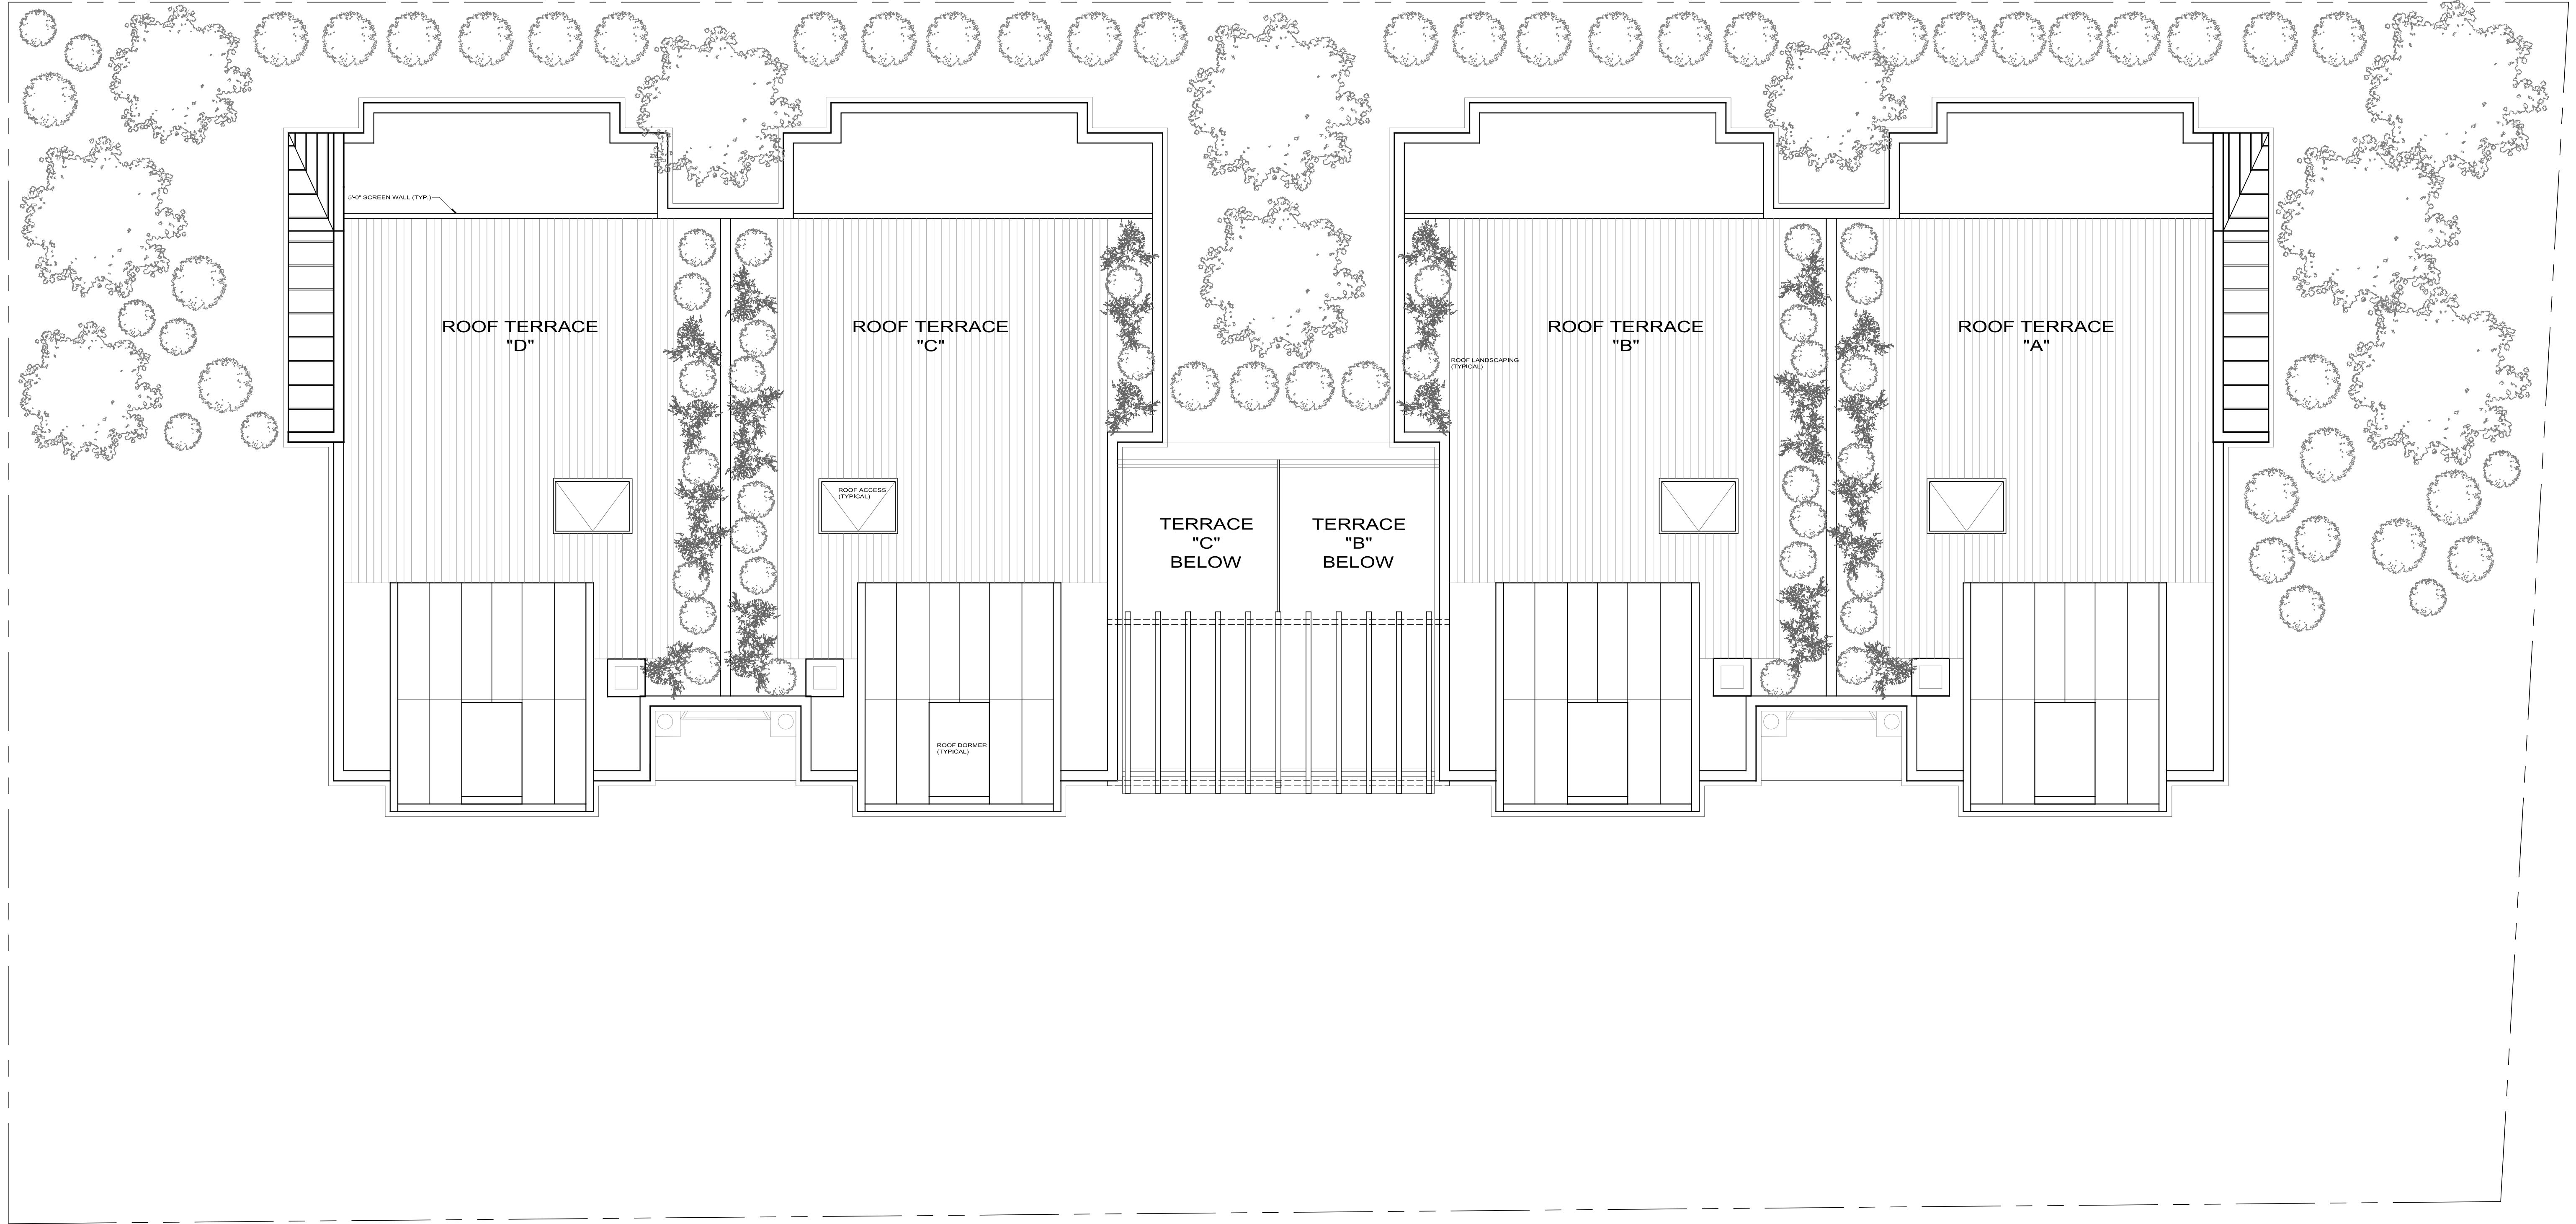 5'-0" SCREEN WALL (TYP.)
ROOF TERRACE
"D"
ROOF TERRACE
"C"
ROOF TERRACE
"B"
ROOF TERRACE
"A"
ROOF LANDSCAPING
(TYPICAL)
ROOF ACCESS
(TYPICAL)
TERRACE
"C"
BELOW
TERRACE
"B"
BELOW
ROOF DORMER
(TYPICAL)